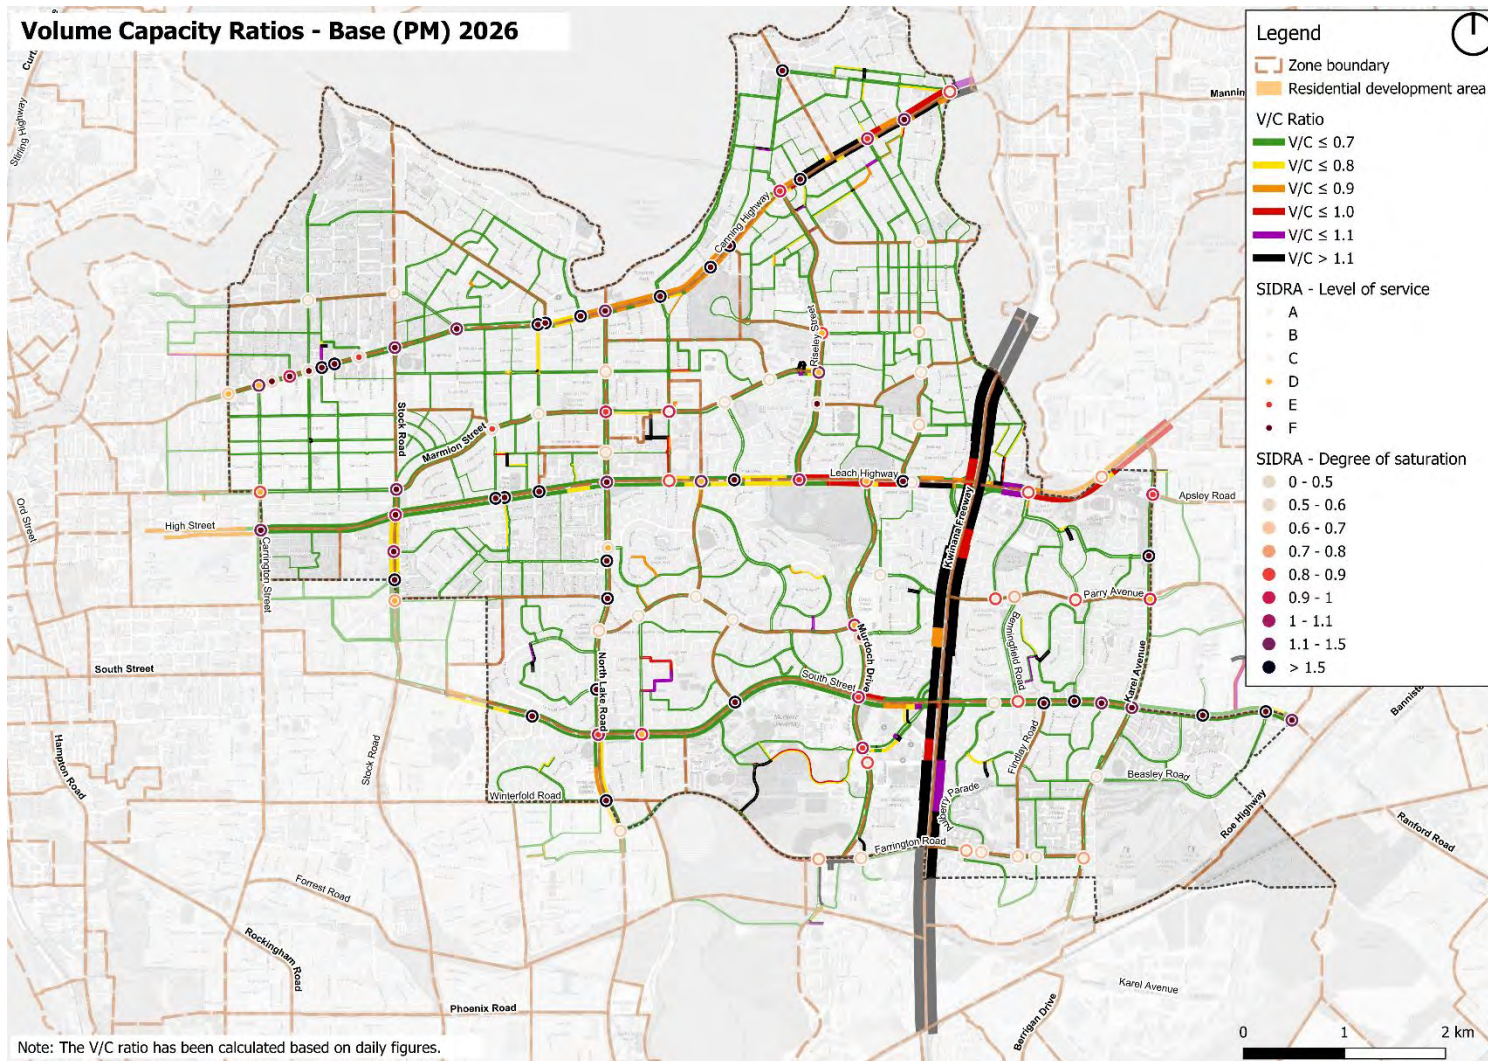 Volume Capacity Ratios - Base (PM) 2026
Legend
Zone boundary
Residential development area
V/C Ratio
V/C ≤ 0.7
V/C ≤ 0.8
V/C ≤ 0.9
V/C ≤ 1.0
V/C ≤ 1.1
V/C > 1.1
SIDRA - Level of service
A
B
C
D
E
F
SIDRA - Degree of saturation
0 - 0.5
0.5 - 0.6
0.6 - 0.7
0.7 - 0.8
0.8 - 0.9
0.9 - 1
1 - 1.1
1.1 - 1.5
> 1.5
Stirling Highway
Canning Highway
Riseley Street
Stock Road
Marmion Street
Leach Highway
Kwinana Freeway
Apsley Road
Ord Street
High Street
Carrington Street
Parry Avenue
Benningfield Road
Murdoch Drive
South Street
North Lake Road
South Street
Karel Avenue
Hampton Road
Stock Road
Winterfold Road
Findlay Road
Beasley Road
Parade
Roe Highway
Ranford Road
Farrington Road
Forrest Road
Rockingham Road
Phoenix Road
Berrigan Drive
Karel Avenue
0 1 2 km
Note: The V/C ratio has been calculated based on daily figures.